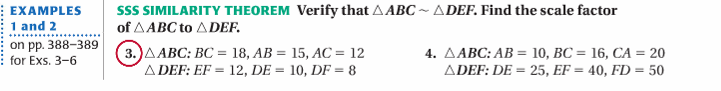 EXAMPLES
1 and 2
on pp. 388–389
for Exs. 3–6
SSS SIMILARITY THEOREM Verify that △ABC ~ △DEF. Find the scale factor
of △ABC to △DEF.
3. △ABC: BC = 18, AB = 15, AC = 12
△DEF: EF = 12, DE = 10, DF = 8
4. △ABC: AB = 10, BC = 16, CA = 20
△DEF: DE = 25, EF = 40, FD = 50